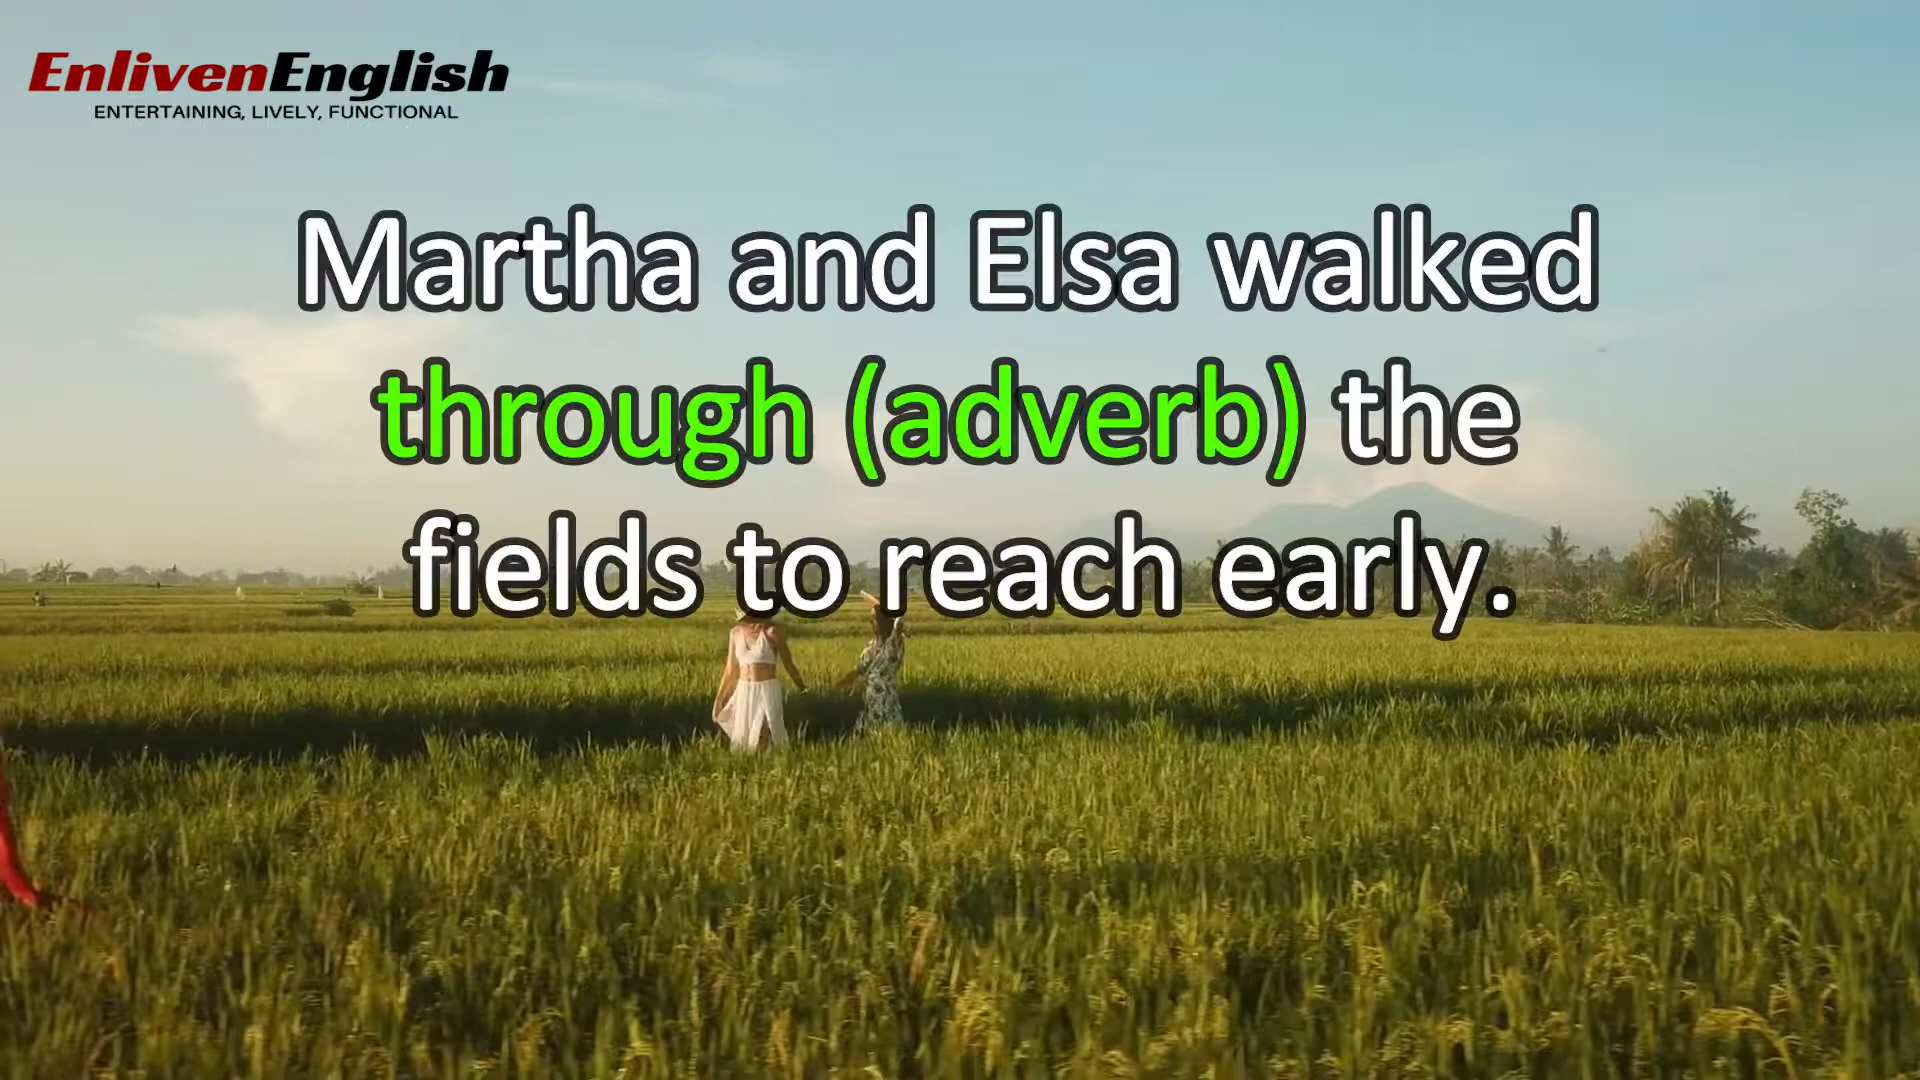 EnlivenEnglish
ENTERTAINING, LIVELY, FUNCTIONAL
Martha and Elsa walked
through (adverb) the
fields to reach early.